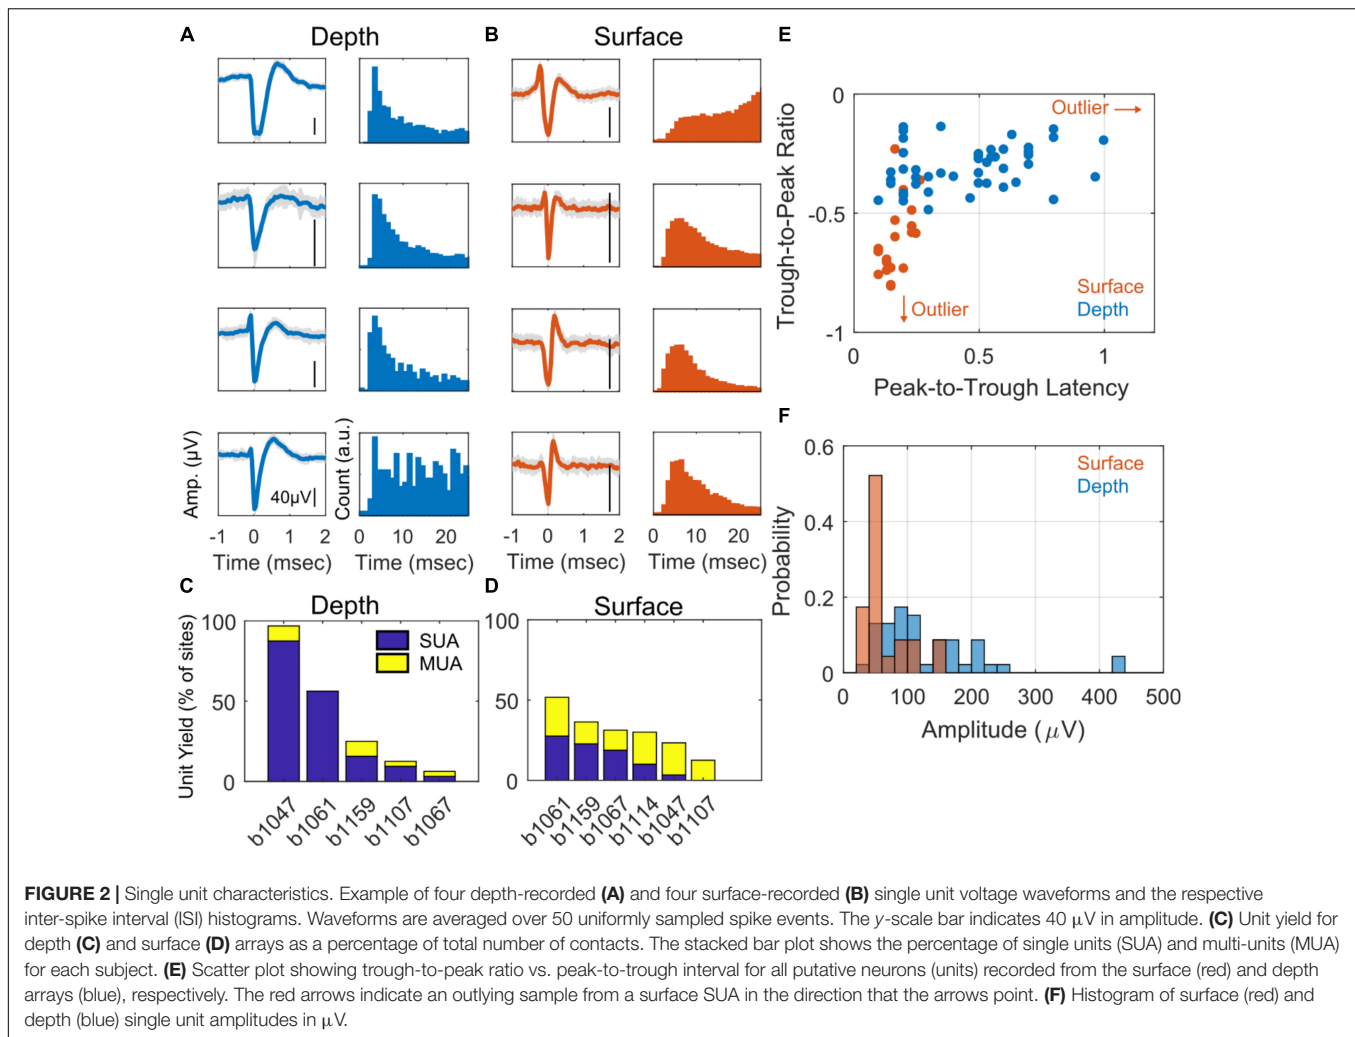 A
Depth
B
Surface
E
Amp. (µV)
Count (a.u.)
40µV
-1
0
1
2
0
10
20
-1
0
1
2
0
10
20
Time (msec)
Time (msec)
Time (msec)
Time (msec)
Trough-to-Peak Ratio
0
-0.5
-1
Outlier
Outlier
Surface
Depth
0
0.5
1
Peak-to-Trough Latency
C
Depth
D
Surface
Unit Yield (% of sites)
100
50
0
SUA
MUA
b1047
b1061
b1159
b1107
b1067
100
50
0
b1061
b1159
b1067
b1114
b1047
b1107
F
Probability
0.6
0.4
0.2
0
Surface
Depth
0
100
200
300
400
500
Amplitude (µV)
FIGURE 2 | Single unit characteristics. Example of four depth-recorded (A) and four surface-recorded (B) single unit voltage waveforms and the respective
inter-spike interval (ISI) histograms. Waveforms are averaged over 50 uniformly sampled spike events. The y-scale bar indicates 40 µV in amplitude. (C) Unit yield for
depth (C) and surface (D) arrays as a percentage of total number of contacts. The stacked bar plot shows the percentage of single units (SUA) and multi-units (MUA)
for each subject. (E) Scatter plot showing trough-to-peak ratio vs. peak-to-trough interval for all putative neurons (units) recorded from the surface (red) and depth
arrays (blue), respectively. The red arrows indicate an outlying sample from a surface SUA in the direction that the arrows point. (F) Histogram of surface (red) and
depth (blue) single unit amplitudes in µV.